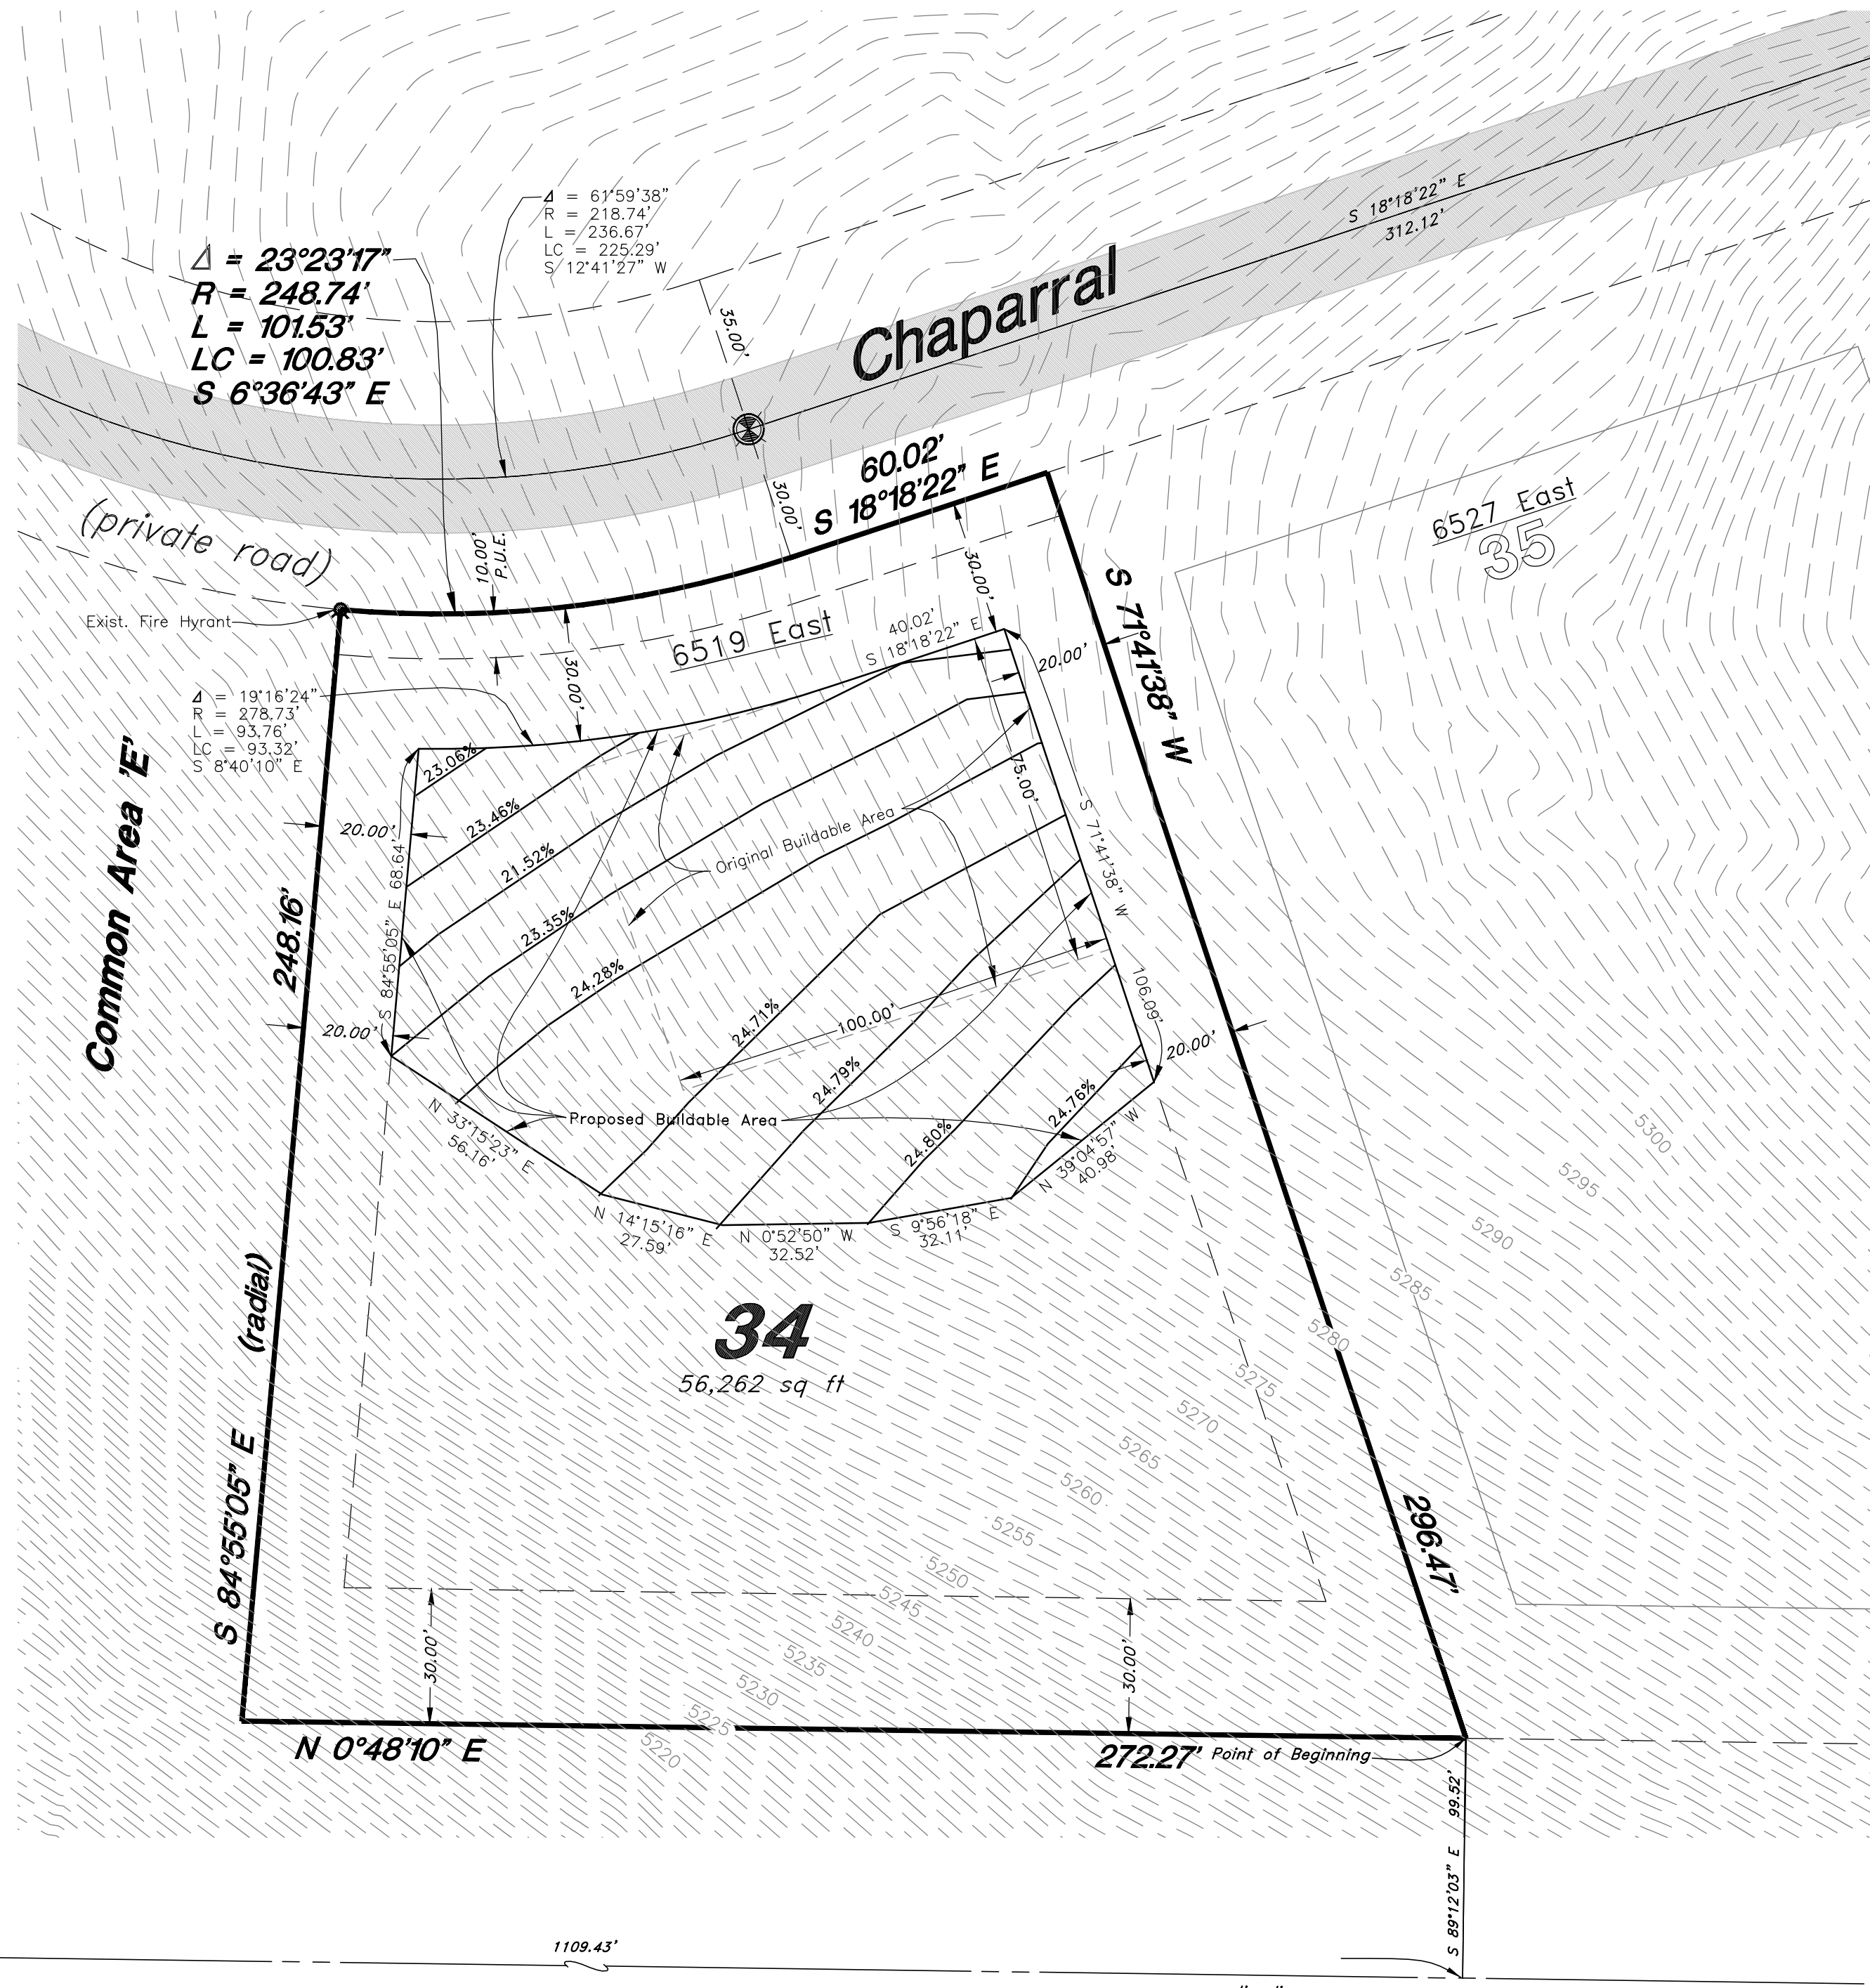 Δ = 61°59'38"
R = 218.74'
L = 236.67'
LC = 225.29'
S 12°41'27" W
Δ = 23°23'17"
R = 248.74'
L = 101.53'
LC = 100.83'
S 6°36'43" E
S 18°18'22" E
312.12'
Chaparral
35.00'
30.00'
60.02'
S 18°18'22" E
(private road)
10.00'
P.U.E.
Exist. Fire Hyrant
6527 East
35
S 71°41'38" W
296.47'
30.00'
30.00'
6519 East
40.02'
S 18°18'22" E
20.00'
Δ = 19°16'24"
R = 278.73'
L = 93.76'
LC = 93.32'
S 8°40'10" E
Common Area 'E'
23.06%
23.46%
21.52%
23.35%
24.28%
24.71%
24.79%
24.80%
24.76%
20.00'
S 84°55'05" E 68.64'
20.00'
Original Buildable Area
75.00'
S 71°41'38" W
106.09'
100.00'
20.00'
Proposed Buildable Area
N 33°15'23" E
56.16'
N 14°15'16" E
27.59'
N 0°52'50" W
32.52'
S 9°56'18" E
32.11'
N 39°04'57" W
40.98'
248.16'
(radial)
S 84°55'05" E
34
56,262 sq ft
5300
5295
5290
5285
5280
5275
5270
5265
5260
5255
5250
5245
5240
5235
5230
5225
5220
30.00'
30.00'
N 0°48'10" E
272.27'
Point of Beginning
S 89°12'03" E 99.52'
1109.43'